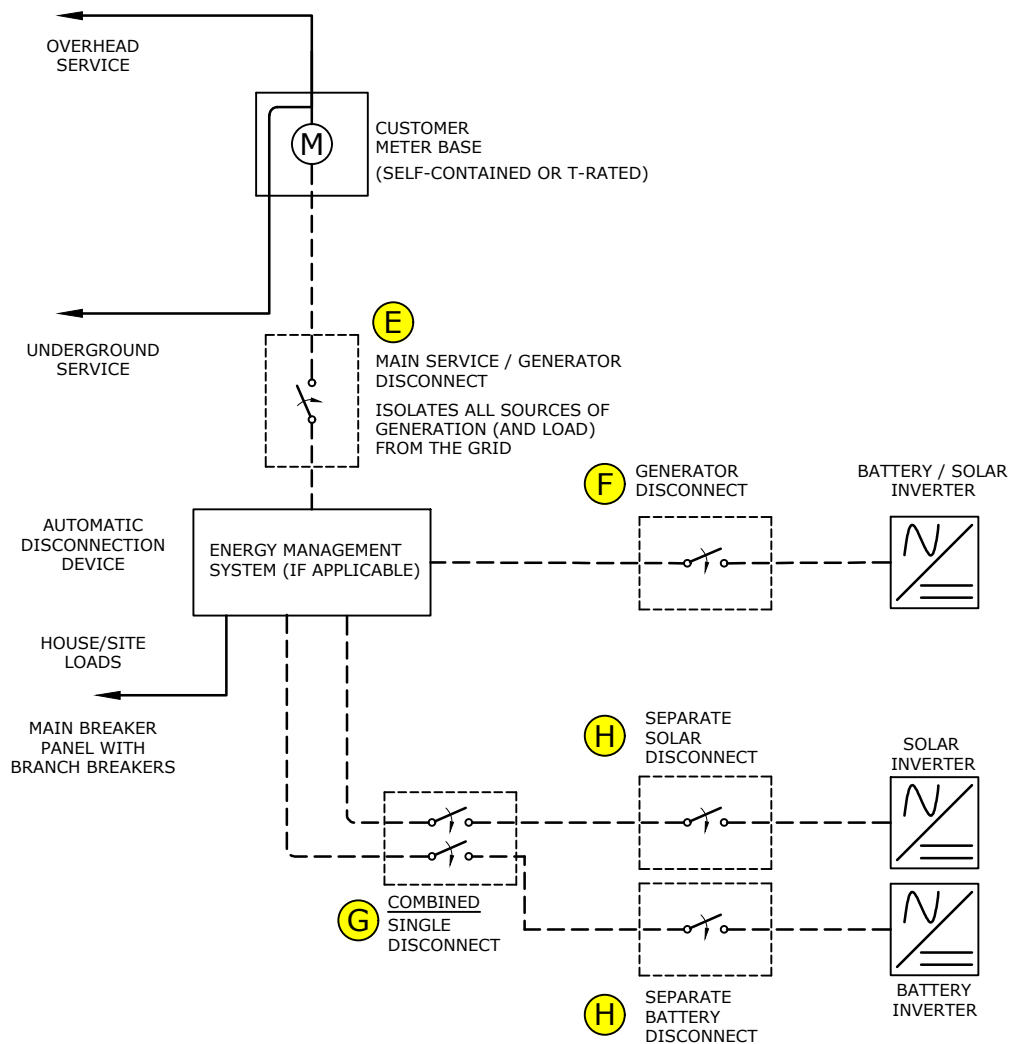 OVERHEAD
SERVICE
M
CUSTOMER
METER BASE
(SELF-CONTAINED OR T-RATED)
UNDERGROUND
SERVICE
E
MAIN SERVICE / GENERATOR
DISCONNECT
ISOLATES ALL SOURCES OF
GENERATION (AND LOAD)
FROM THE GRID
F
GENERATOR
DISCONNECT
BATTERY / SOLAR
INVERTER
AUTOMATIC
DISCONNECTION
DEVICE
ENERGY MANAGEMENT
SYSTEM (IF APPLICABLE)
HOUSE/SITE
LOADS
MAIN BREAKER
PANEL WITH
BRANCH BREAKERS
H
SEPARATE
SOLAR
DISCONNECT
SOLAR
INVERTER
G
COMBINED
SINGLE
DISCONNECT
H
SEPARATE
BATTERY
DISCONNECT
BATTERY
INVERTER